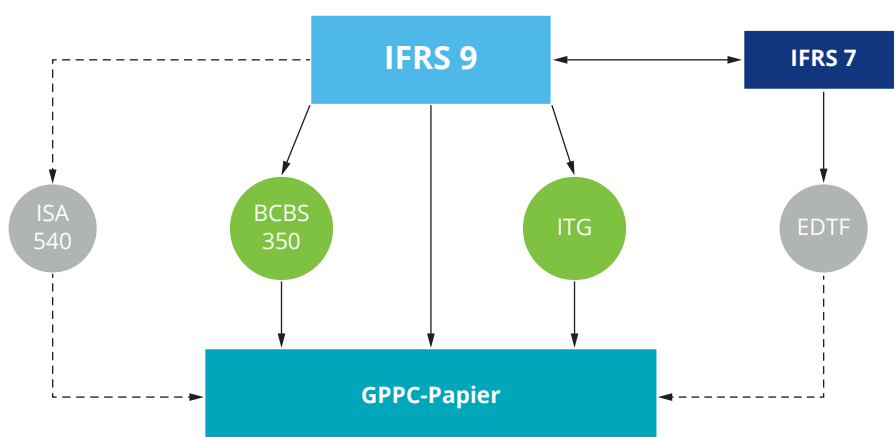 IFRS 9
IFRS 7
ISA
540
BCBS
350
ITG
EDTF
GPPC-Papier